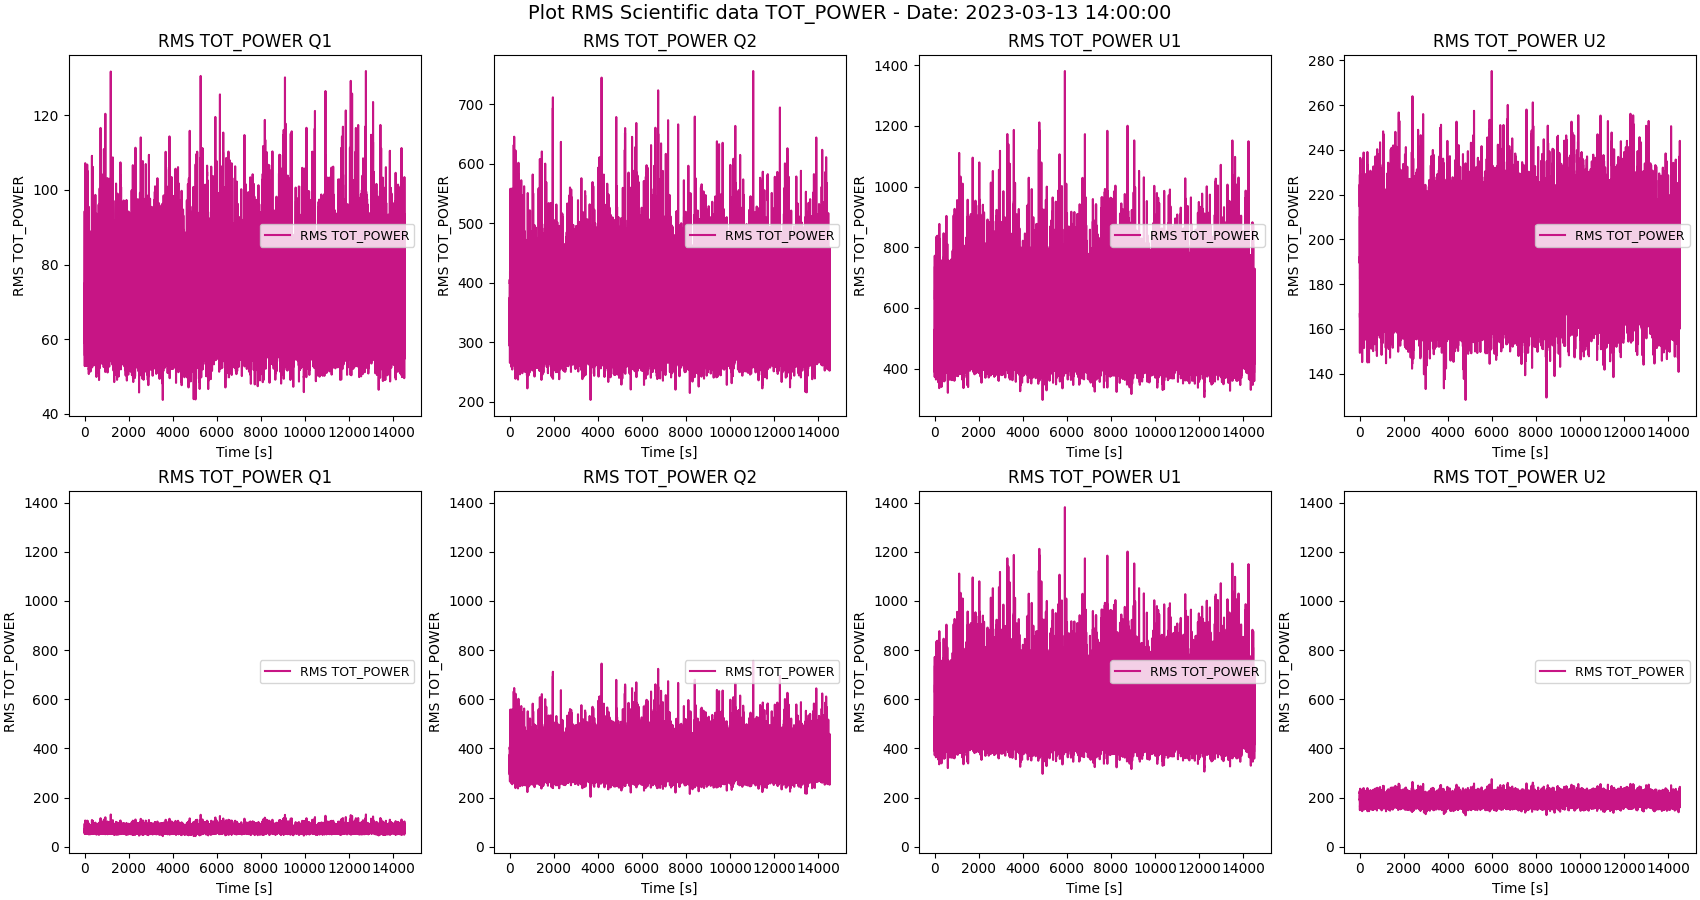 Plot RMS Scientific data TOT_POWER - Date: 2023-03-13 14:00:00
RMS TOT_POWER Q1
RMS TOT_POWER
120
100
80
60
40
RMS TOT_POWER
0 2000 4000 6000 8000 10000 12000 14000
Time [s]
RMS TOT_POWER Q2
RMS TOT_POWER
700
600
500
400
300
200
RMS TOT_POWER
0 2000 4000 6000 8000 10000 12000 14000
Time [s]
RMS TOT_POWER U1
RMS TOT_POWER
1400
1200
1000
800
600
400
RMS TOT_POWER
0 2000 4000 6000 8000 10000 12000 14000
Time [s]
RMS TOT_POWER U2
RMS TOT_POWER
280
260
240
220
200
180
160
140
RMS TOT_POWER
0 2000 4000 6000 8000 10000 12000 14000
Time [s]
RMS TOT_POWER Q1
RMS TOT_POWER
1400
1200
1000
800
600
400
200
0
RMS TOT_POWER
0 2000 4000 6000 8000 10000 12000 14000
Time [s]
RMS TOT_POWER Q2
RMS TOT_POWER
1400
1200
1000
800
600
400
200
0
RMS TOT_POWER
0 2000 4000 6000 8000 10000 12000 14000
Time [s]
RMS TOT_POWER U1
RMS TOT_POWER
1400
1200
1000
800
600
400
200
0
RMS TOT_POWER
0 2000 4000 6000 8000 10000 12000 14000
Time [s]
RMS TOT_POWER U2
RMS TOT_POWER
1400
1200
1000
800
600
400
200
0
RMS TOT_POWER
0 2000 4000 6000 8000 10000 12000 14000
Time [s]